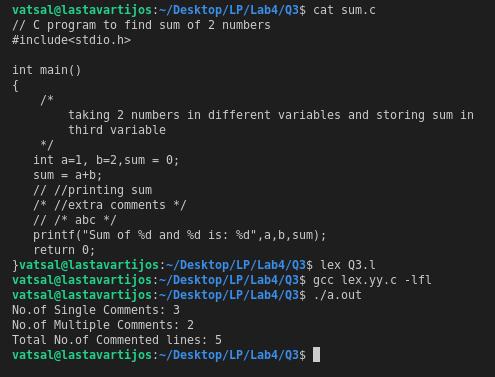 vatsal@lastavartijos:~/Desktop/LP/Lab4/Q3$ cat sum.c
// C program to find sum of 2 numbers
#include<stdio.h>

int main()
{
    /*
        taking 2 numbers in different variables and storing sum in
        third variable
    */
   int a=1, b=2,sum = 0;
   sum = a+b;
   // //printing sum
   /* //extra comments */
   // /* abc */
   printf("Sum of %d and %d is: %d",a,b,sum);
   return 0;
}vatsal@lastavartijos:~/Desktop/LP/Lab4/Q3$ lex Q3.l
vatsal@lastavartijos:~/Desktop/LP/Lab4/Q3$ gcc lex.yy.c -lfl
vatsal@lastavartijos:~/Desktop/LP/Lab4/Q3$ ./a.out
No.of Single Comments: 3
No.of Multiple Comments: 2
Total No.of Commented lines: 5
vatsal@lastavartijos:~/Desktop/LP/Lab4/Q3$